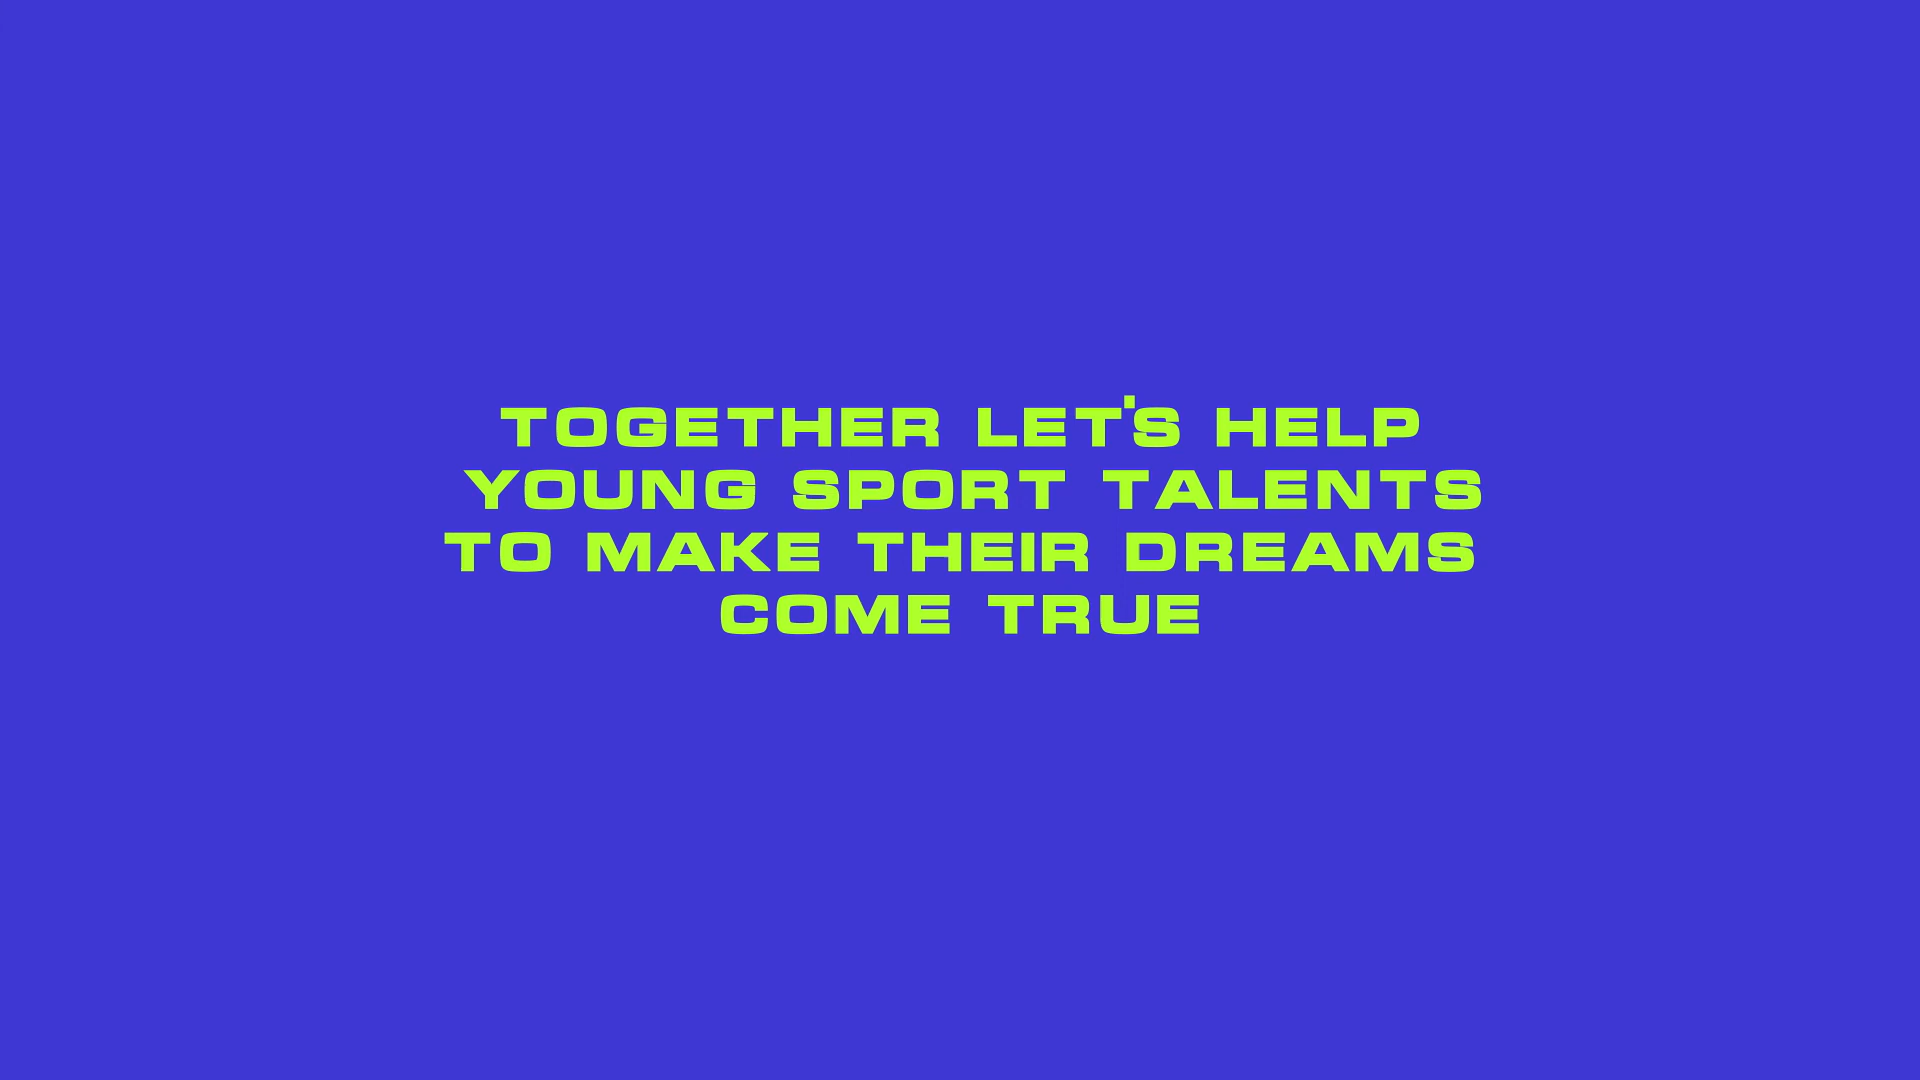 TOGETHER LET'S HELP
YOUNG SPORT TALENTS
TO MAKE THEIR DREAMS
COME TRUE